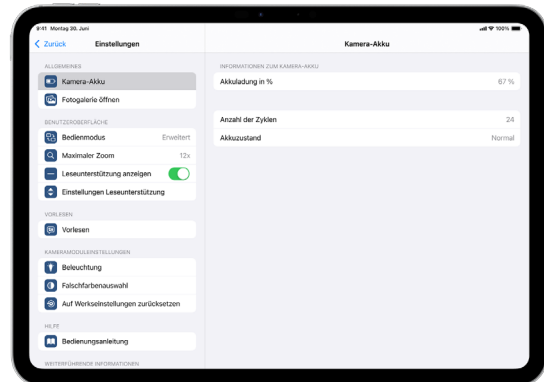 9:41 Montag 20. Juni
100%
Zurück
Einstellungen
Kamera-Akku
ALLGEMEINES
Kamera-Akku
Fotogalerie öffnen
BENUTZEROBERFLÄCHE
Bedienmodus Erweitert
Maximaler Zoom 12x
Leseunterstützung anzeigen
Einstellungen Leseunterstützung
VORLESEN
Vorlesen
KAMERAMODULEINSTELLUNGEN
Beleuchtung
Falschfarbenauswahl
Auf Werkseinstellungen zurücksetzen
HILFE
Bedienungsanleitung
WEITERFÜHRENDE INFORMATIONEN
INFORMATIONEN ZUM KAMERA-AKKU
Akkuladung in % 67 %
Anzahl der Zyklen 24
Akkuzustand Normal